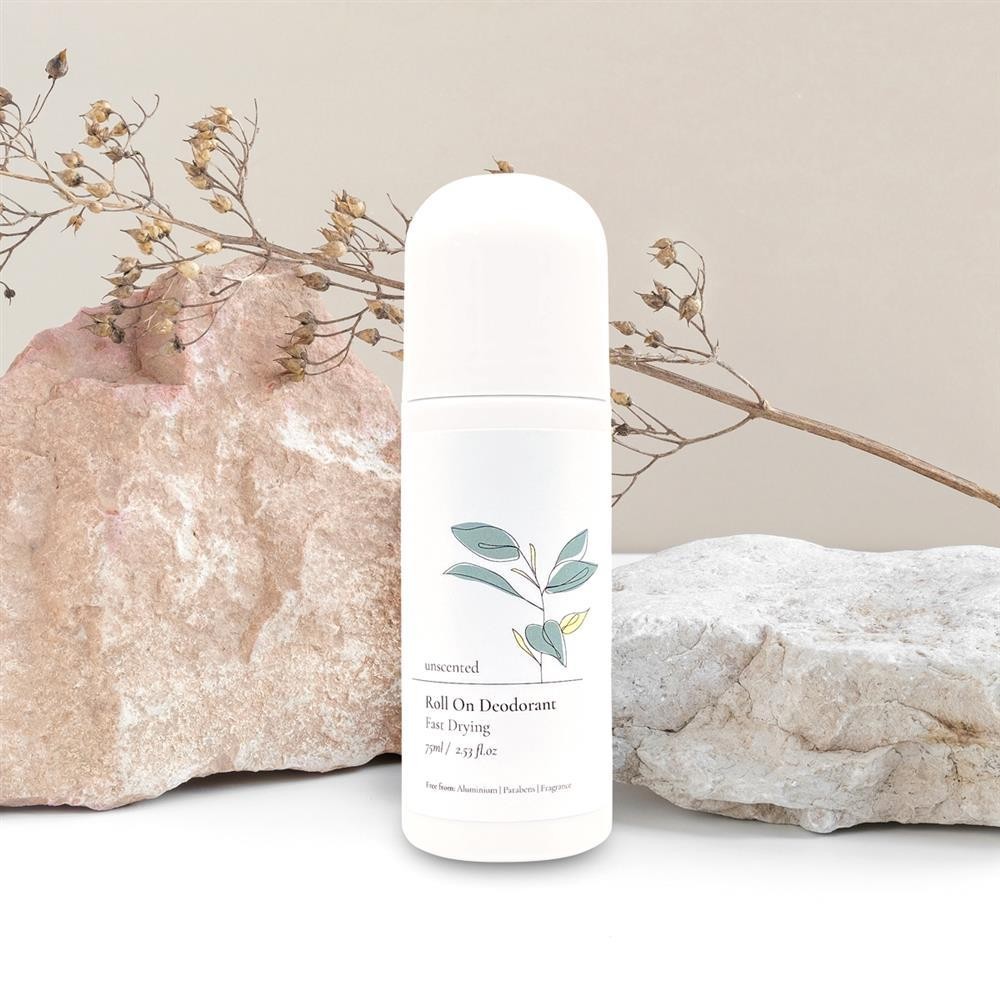 unscented
Roll On Deodorant
Fast Drying
75ml / 2.53 fl.oz
Free from: Aluminium | Parabens | Fragrance